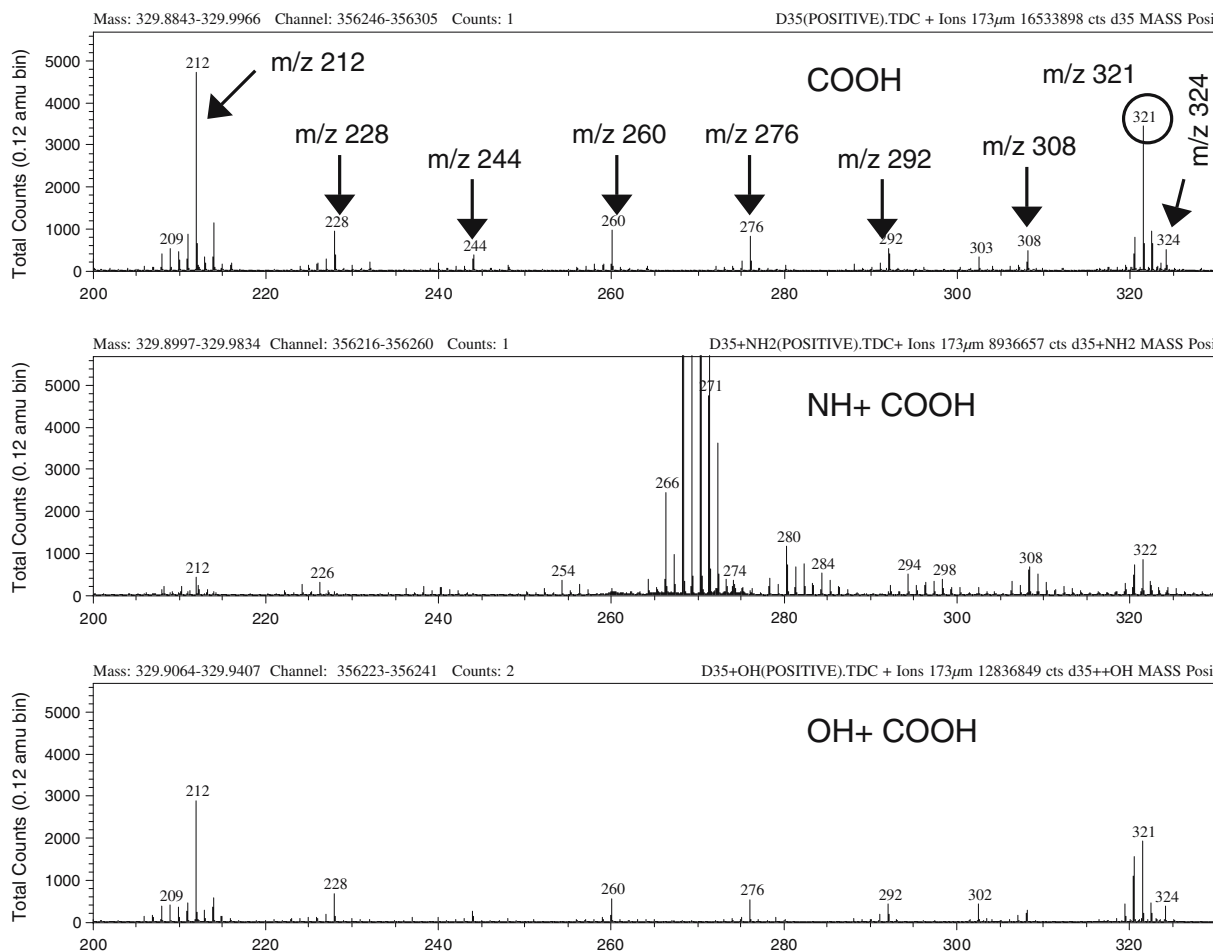 Mass: 329.8843-329.9966 Channel: 356246-356305 Counts: 1 D35(POSITIVE).TDC + Ions 173µm 16533898 cts d35 MASS Posi
Total Counts (0.12 amu bin)
5000
4000
3000
2000
1000
0
COOH
m/z 212
m/z 228
m/z 244
m/z 260
m/z 276
m/z 292
m/z 308
m/z 321
m/z 324
212
209
228
244
260
276
292
303
308
321
324
200 220 240 260 280 300 320
Mass: 329.8997-329.9834 Channel: 356216-356260 Counts: 1 D35+NH2(POSITIVE).TDC+ Ions 173µm 8936657 cts d35+NH2 MASS Posi
Total Counts (0.12 amu bin)
5000
4000
3000
2000
1000
0
NH+ COOH
212
226
254
266
271
274
280
284
294
298
308
322
200 220 240 260 280 300 320
Mass: 329.9064-329.9407 Channel: 356223-356241 Counts: 2 D35+OH(POSITIVE).TDC + Ions 173µm 12836849 cts d35++OH MASS Posi
Total Counts (0.12 amu bin)
5000
4000
3000
2000
1000
0
OH+ COOH
209
212
228
260
276
292
302
321
324
200 220 240 260 280 300 320